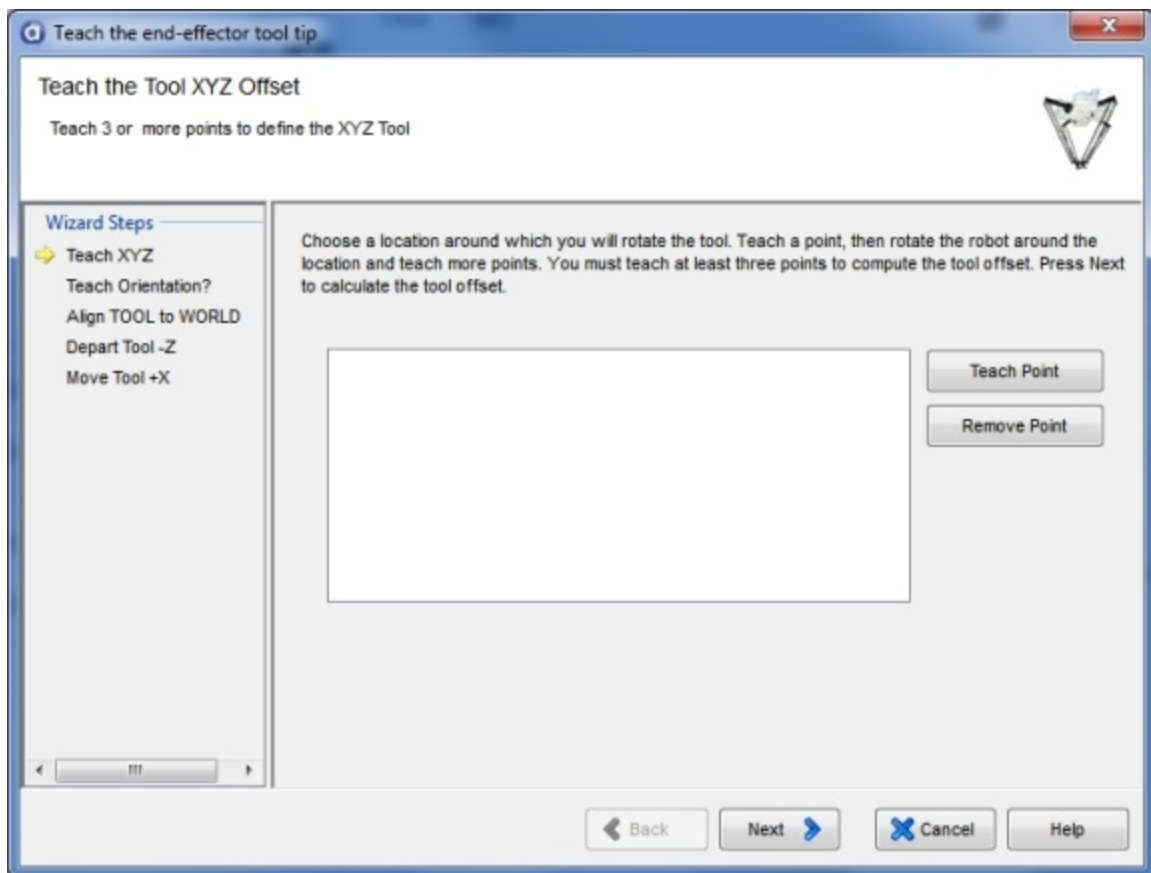 Teach the end-effector tool tip
Teach the Tool XYZ Offset
Teach 3 or  more points to define the XYZ Tool
Wizard Steps
Teach XYZ
Teach Orientation?
Align TOOL to WORLD
Depart Tool -Z
Move Tool +X
Choose a location around which you will rotate the tool. Teach a point, then rotate the robot around the
location and teach more points. You must teach at least three points to compute the tool offset. Press Next
to calculate the tool offset.
Teach Point
Remove Point
Back
Next
Cancel
Help